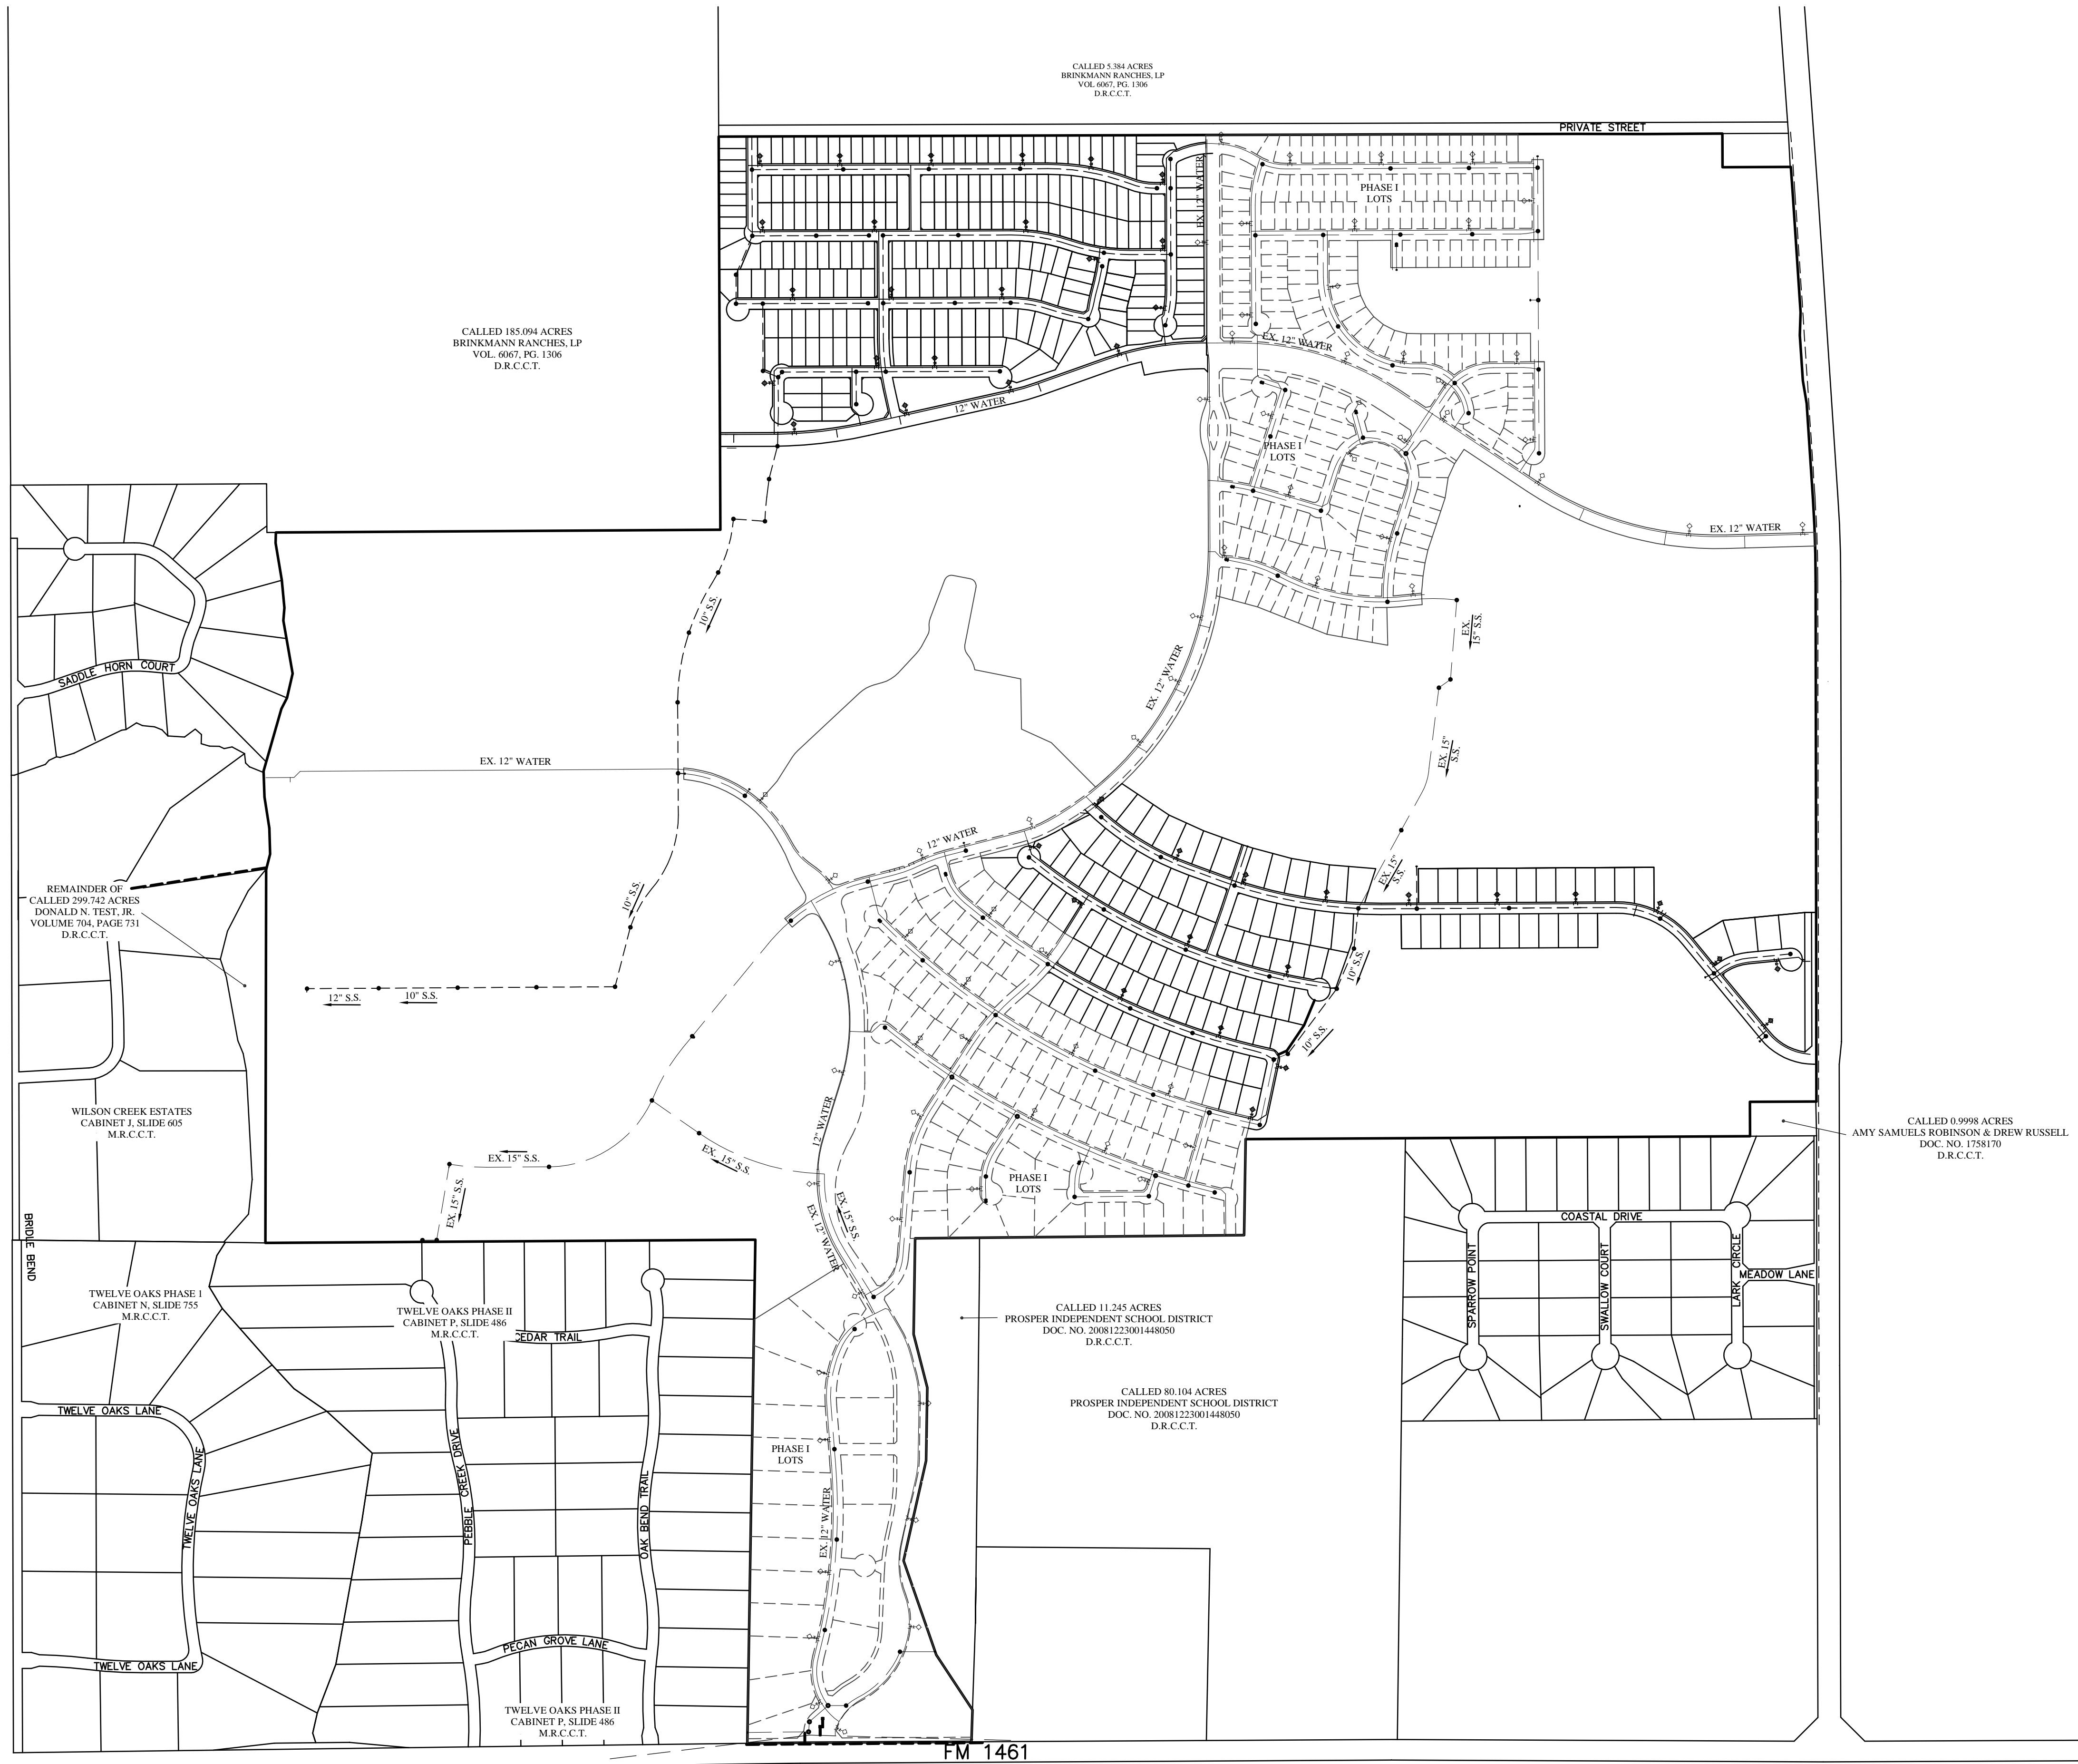 CALLED 5.384 ACRES
BRINKMANN RANCHES, LP
VOL 6067, PG. 1306
D.R.C.C.T.
PRIVATE STREET
EX. 12" WATER
PHASE I
LOTS
CALLED 185.094 ACRES
BRINKMANN RANCHES, LP
VOL. 6067, PG. 1306
D.R.C.C.T.
EX. 12" WATER
12" WATER
PHASE I
LOTS
EX. 12" WATER
10" S.S.
EX.
15" S.S.
SADDLE HORN COURT
EX. 12" WATER
EX. 15"
S.S.
EX. 12" WATER
12" WATER
EX. 15"
S.S.
10" S.S.
REMAINDER OF
CALLED 299.742 ACRES
DONALD N. TEST, JR.
VOLUME 704, PAGE 731
D.R.C.C.T.
12" S.S.
10" S.S.
10" S.S.
10" S.S.
WILSON CREEK ESTATES
CABINET J, SLIDE 605
M.R.C.C.T.
12" WATER
CALLED 0.9998 ACRES
AMY SAMUELS ROBINSON & DREW RUSSELL
DOC. NO. 1758170
D.R.C.C.T.
EX. 15" S.S.
EX. 15" S.S.
EX. 15" S.S.
PHASE I
LOTS
EX. 15" S.S.
EX. 12" WATER
COASTAL DRIVE
BRIDLE BEND
SPARROW POINT
SWALLOW COURT
LARK CIRCLE
MEADOW LANE
TWELVE OAKS PHASE I
CABINET N, SLIDE 755
M.R.C.C.T.
TWELVE OAKS PHASE II
CABINET P, SLIDE 486
M.R.C.C.T.
CEDAR TRAIL
CALLED 11.245 ACRES
PROSPER INDEPENDENT SCHOOL DISTRICT
DOC. NO. 20081223001448050
D.R.C.C.T.
CALLED 80.104 ACRES
PROSPER INDEPENDENT SCHOOL DISTRICT
DOC. NO. 20081223001448050
D.R.C.C.T.
TWELVE OAKS LANE
PHASE I
LOTS
TWELVE OAKS LANE
PEBBLE CREEK DRIVE
OAK BEND TRAIL
EX. 12" WATER
PECAN GROVE LANE
TWELVE OAKS LANE
TWELVE OAKS PHASE II
CABINET P, SLIDE 486
M.R.C.C.T.
FM 1461